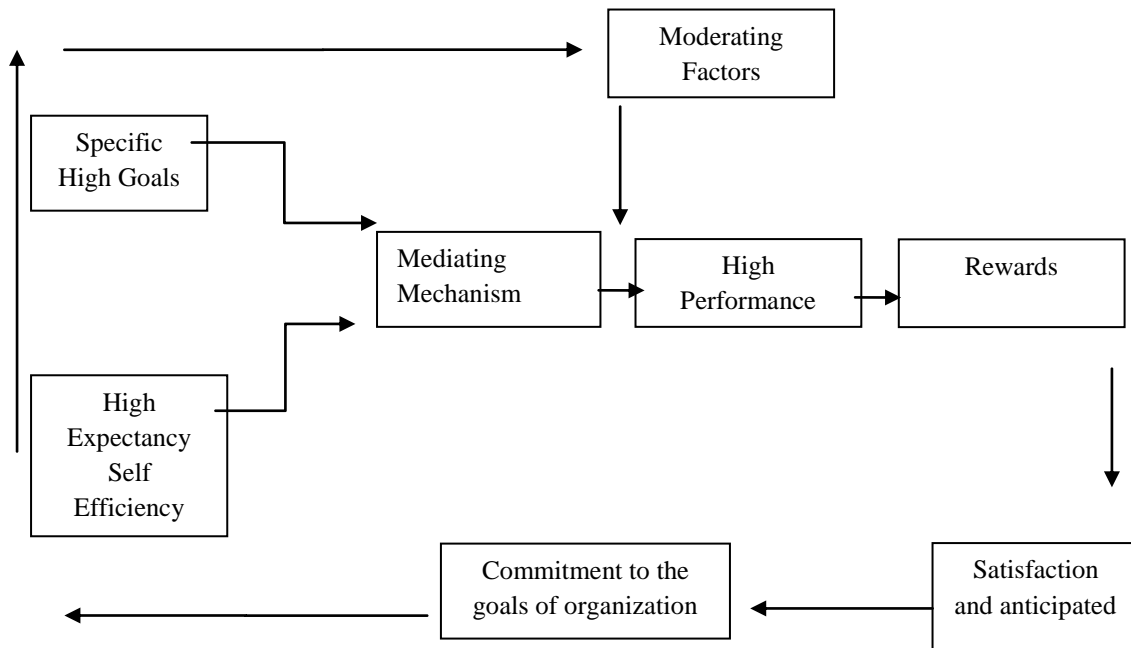 Moderating
Factors
Specific
High Goals
Mediating
Mechanism
High
Performance
Rewards
High
Expectancy
Self
Efficiency
Commitment to the
goals of organization
Satisfaction
and anticipated